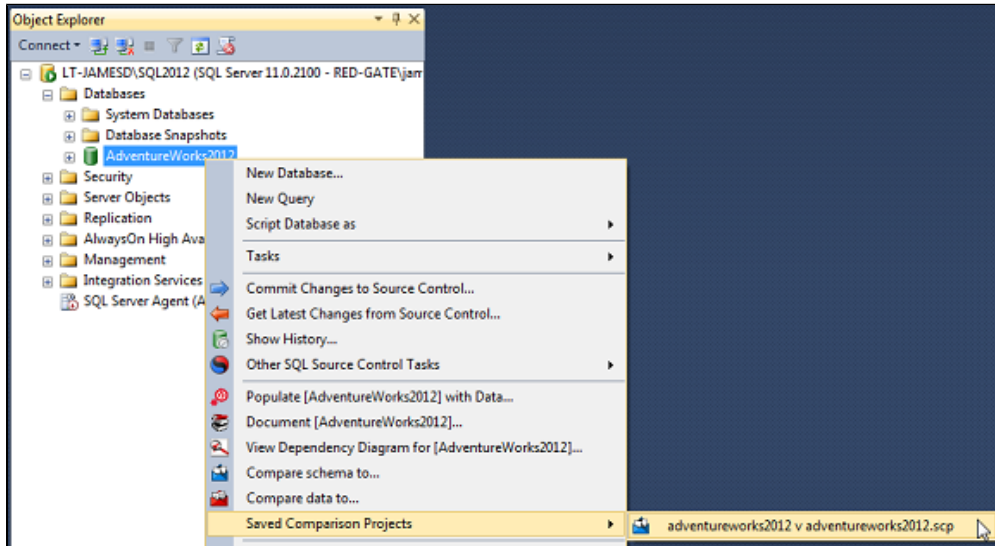 Object Explorer
Connect
LT-JAMESD\SQL2012 (SQL Server 11.0.2100 - RED-GATE\jam
Databases
System Databases
Database Snapshots
AdventureWorks2012
Security
Server Objects
Replication
AlwaysOn High Ava
Management
Integration Services
SQL Server Agent (A
New Database...
New Query
Script Database as
Tasks
Commit Changes to Source Control...
Get Latest Changes from Source Control...
Show History...
Other SQL Source Control Tasks
Populate [AdventureWorks2012] with Data...
Document [AdventureWorks2012]...
View Dependency Diagram for [AdventureWorks2012]...
Compare schema to...
Compare data to...
Saved Comparison Projects
adventureworks2012 v adventureworks2012.scp